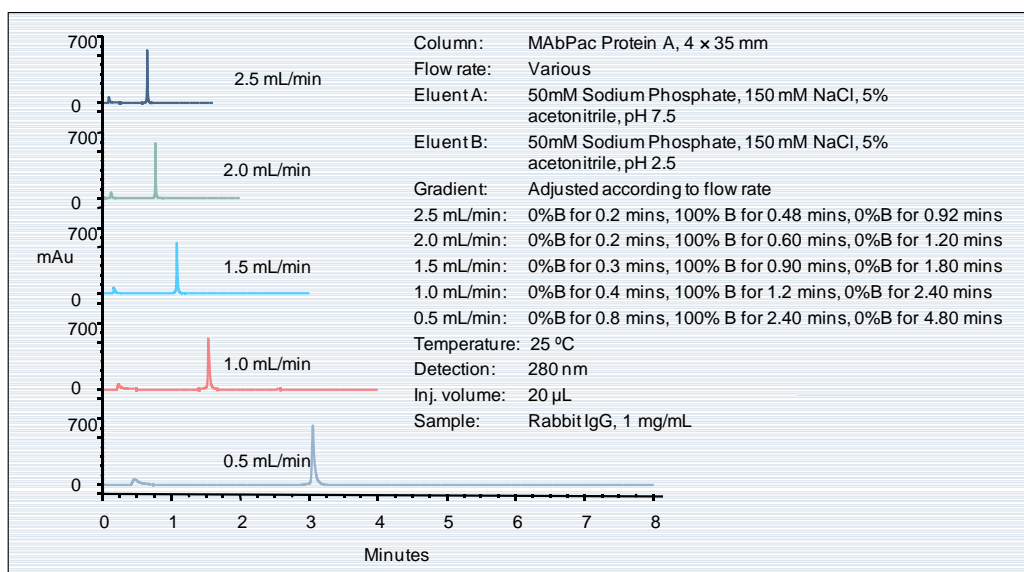 700
0
2.5 mL/min
700
0
2.0 mL/min
700
0
1.5 mL/min
mAu
700
0
1.0 mL/min
700
0
0.5 mL/min
0 1 2 3 4 5 6 7 8
Minutes
Column: MAbPac Protein A, 4 × 35 mm
Flow rate: Various
Eluent A: 50mM Sodium Phosphate, 150 mM NaCl, 5%
acetonitrile, pH 7.5
Eluent B: 50mM Sodium Phosphate, 150 mM NaCl, 5%
acetonitrile, pH 2.5
Gradient: Adjusted according to flow rate
2.5 mL/min: 0%B for 0.2 mins, 100% B for 0.48 mins, 0%B for 0.92 mins
2.0 mL/min: 0%B for 0.2 mins, 100% B for 0.60 mins, 0%B for 1.20 mins
1.5 mL/min: 0%B for 0.3 mins, 100% B for 0.90 mins, 0%B for 1.80 mins
1.0 mL/min: 0%B for 0.4 mins, 100% B for 1.2 mins, 0%B for 2.40 mins
0.5 mL/min: 0%B for 0.8 mins, 100% B for 2.40 mins, 0%B for 4.80 mins
Temperature: 25 ºC
Detection: 280 nm
Inj. volume: 20 µL
Sample: Rabbit IgG, 1 mg/mL